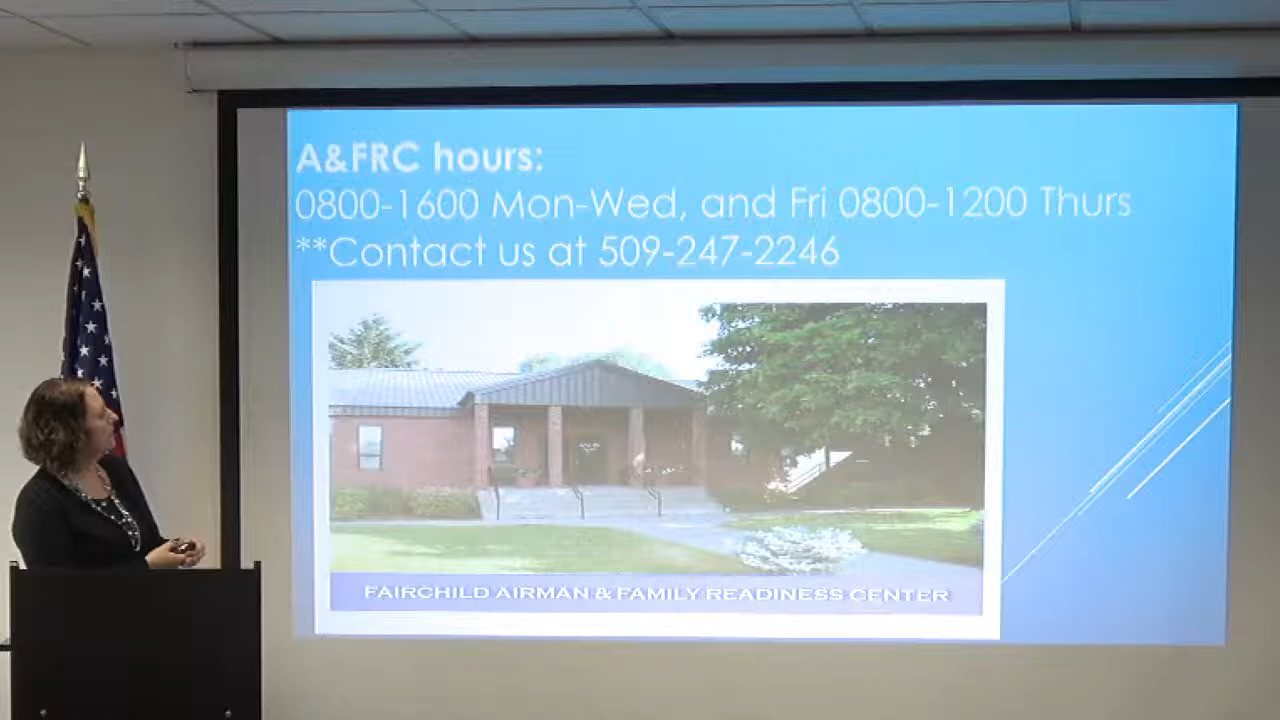 A&FRC hours:
0800-1600 Mon-Wed, and Fri 0800-1200 Thurs
**Contact us at 509-247-2246
FAIRCHILD AIRMAN & FAMILY READINESS CENTER